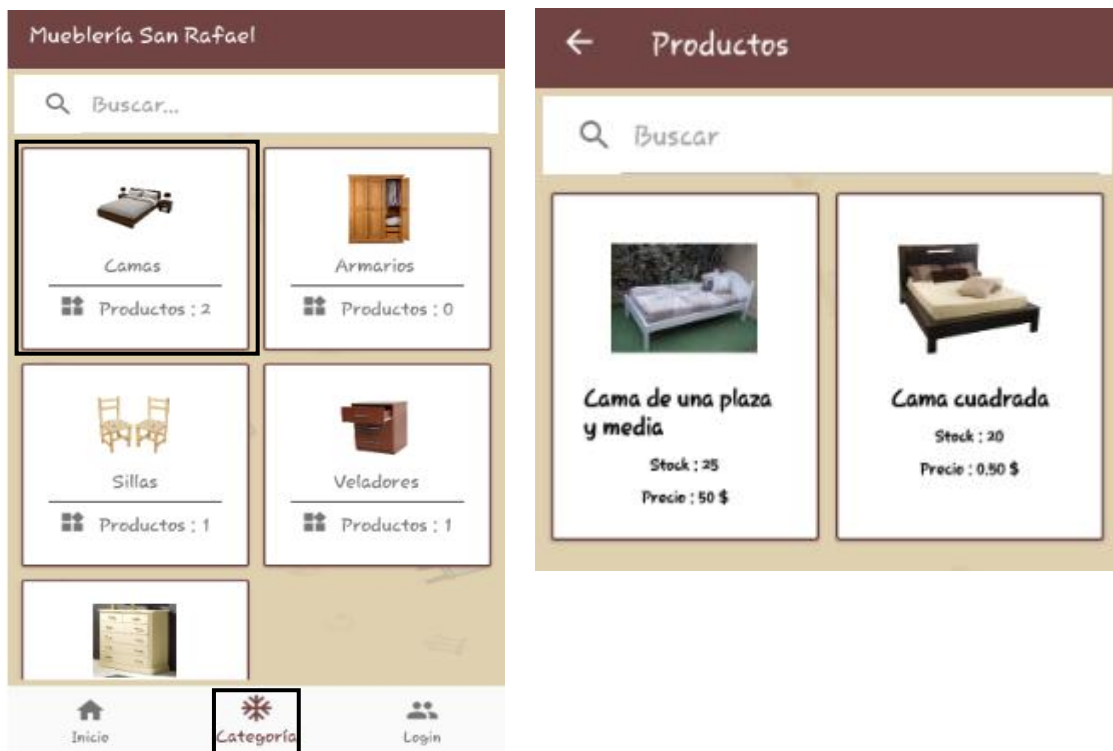 Mueblería San Rafael
Buscar...
Camas
Productos : 2
Armarios
Productos : 0
Sillas
Productos : 1
Veladores
Productos : 1
Inicio
Categoría
Login
Productos
Buscar
Cama de una plaza
y media
Stock : 25
Precio : 50 $
Cama cuadrada
Stock : 20
Precio : 0.50 $